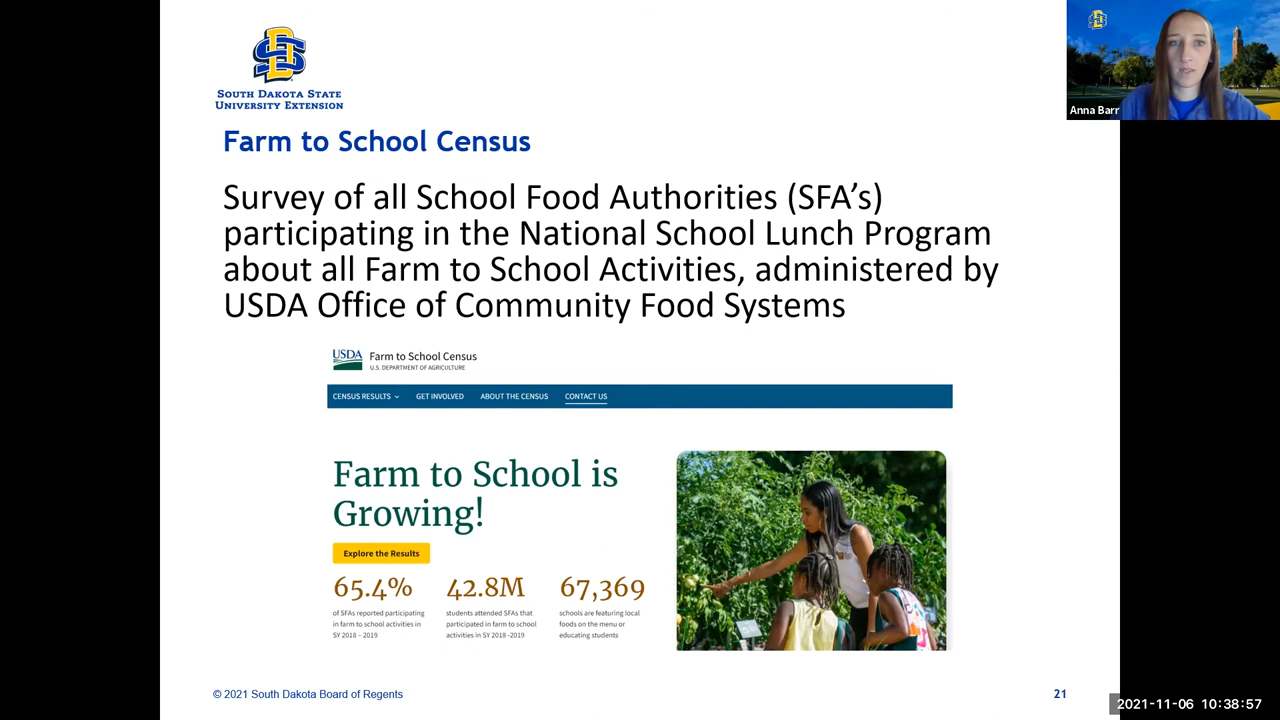 SOUTH DAKOTA STATE
UNIVERSITY EXTENSION
Anna Barr
Farm to School Census
Survey of all School Food Authorities (SFA's)
participating in the National School Lunch Program
about all Farm to School Activities, administered by
USDA Office of Community Food Systems
USDA
Farm to School Census
U.S. DEPARTMENT OF AGRICULTURE
CENSUS RESULTS GET INVOLVED ABOUT THE CENSUS CONTACT US
Farm to School is
Growing!
Explore the Results
65.4% 42.8M 67,369
of SFAs reported participating
in farm to school activities in
SY 2018 – 2019
students attended SFAs that
participated in farm to school
activities in SY 2018 -2019
schools are featuring local
foods on the menu or
educating students
© 2021 South Dakota Board of Regents
21
2021-11-06 10:38:57